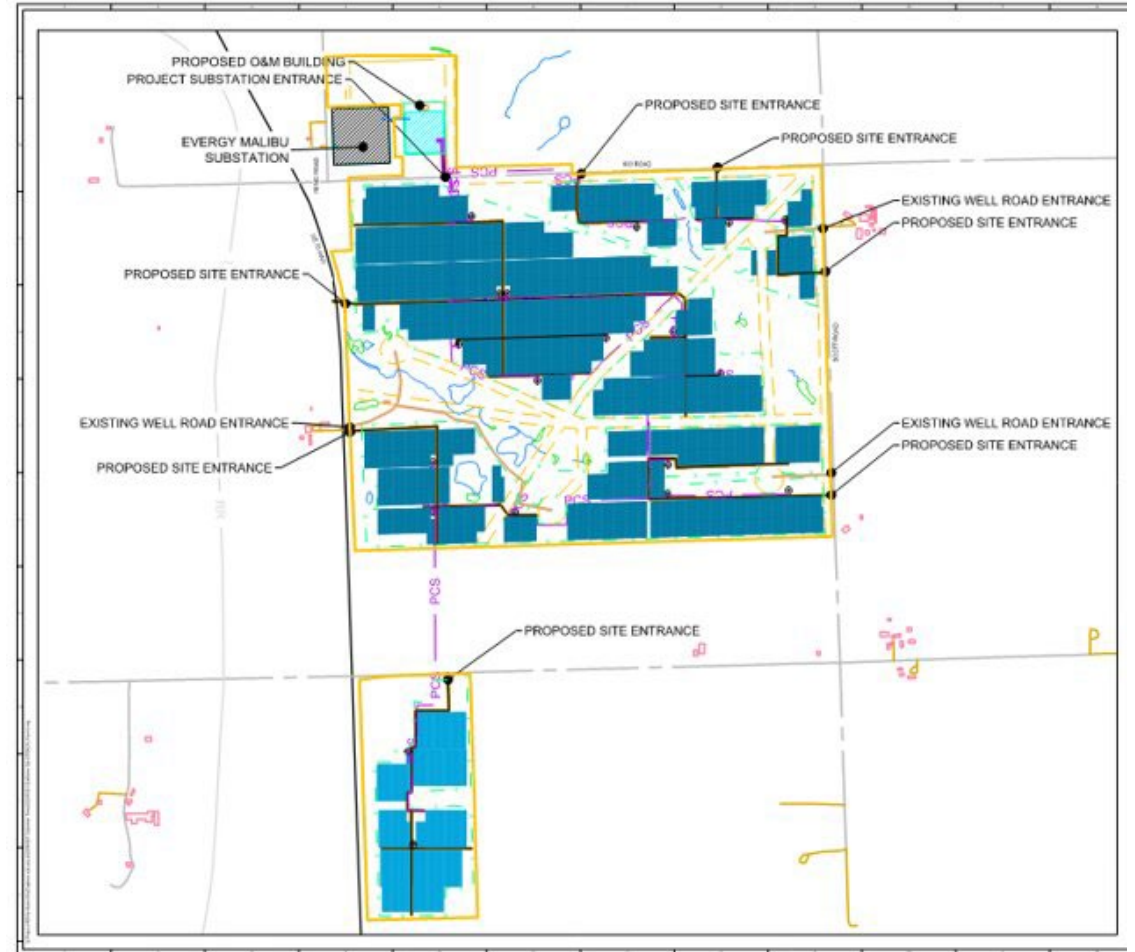 PROPOSED O&M BUILDING
PROJECT SUBSTATION ENTRANCE
EVERGY MALIBU
SUBSTATION
PROPOSED SITE ENTRANCE
PROPOSED SITE ENTRANCE
PCS
EXISTING WELL ROAD ENTRANCE
PROPOSED SITE ENTRANCE
PROPOSED SITE ENTRANCE
PCS
EXISTING WELL ROAD ENTRANCE
PROPOSED SITE ENTRANCE
EXISTING WELL ROAD ENTRANCE
PROPOSED SITE ENTRANCE
PCS
PCS
PCS
PROPOSED SITE ENTRANCE
PCS